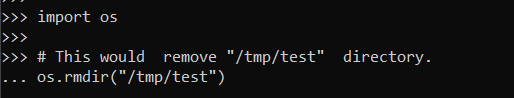 >>> import os
>>>
>>> # This would  remove "/tmp/test"  directory.
... os.rmdir("/tmp/test")